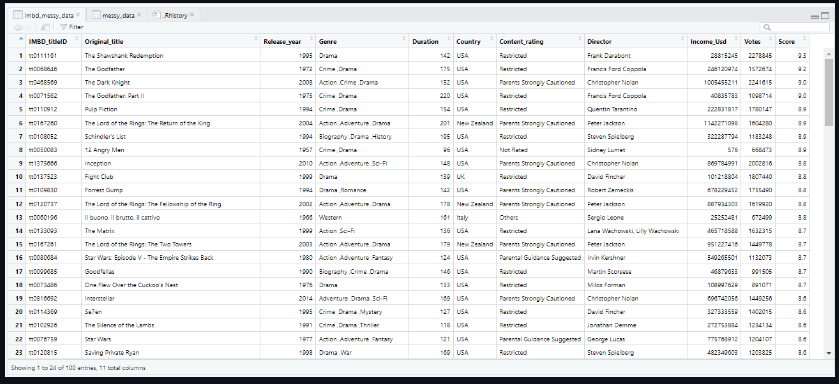 imbd_messy_data messy_data .Rhistory
Filter
IMBD_titleID Original_title Release_year Genre Duration Country Content_rating Director Income_Usd Votes Score
1 tt0111161 The Shawshank Redemption 1995 Drama 142 USA Restricted Frank Darabont 28815245 2278845 9.3
2 tt0068646 The Godfather 1972 Crime .Drama 175 USA Restricted Francis Ford Coppola 246120974 1572674 9.2
3 tt0468569 The Dark Knight 2008 Action .Crime .Drama 152 USA Parents Strongly Cautioned Christopher Nolan 1005455211 2241615 9.0
4 tt0071562 The Godfather: Part II 1975 Crime .Drama 220 USA Restricted Francis Ford Coppola 40835783 1098714 9.0
5 tt0110912 Pulp Fiction 1994 Crime .Drama 154 USA Restricted Quentin Tarantino 222831817 1780147 8.9
6 tt0167260 The Lord of the Rings: The Return of the King 2004 Action .Adventure .Drama 201 New Zealand Parents Strongly Cautioned Peter Jackson 1142271098 1604280 8.9
7 tt0108052 Schindler's List 1994 Biography .Drama .History 195 USA Restricted Steven Spielberg 322287794 1183248 8.9
8 tt0050083 12 Angry Men 1957 Crime .Drama 96 USA Not Rated Sidney Lumet 576 668473 8.9
9 tt1375666 Inception 2010 Action .Adventure .Sci-Fi 148 USA Parents Strongly Cautioned Christopher Nolan 869784991 2002816 8.8
10 tt0137523 Fight Club 1999 Drama 139 UK Restricted David Fincher 101218804 1807440 8.8
11 tt0109830 Forrest Gump 1994 Drama .Romance 142 USA Parents Strongly Cautioned Robert Zemeckis 678229452 1755490 8.8
12 tt0120737 The Lord of the Rings: The Fellowship of the Ring 2002 Action .Adventure .Drama 178 New Zealand Parents Strongly Cautioned Peter Jackson 887934303 1619920 8.8
13 tt0060196 Il buono, il brutto, il cattivo 1966 Western 161 Italy Others Sergio Leone 25252481 672499 8.8
14 tt0133093 The Matrix 1999 Action .Sci-Fi 136 USA Restricted Lana Wachowski, Lilly Wachowski 465718588 1632315 8.7
15 tt0167261 The Lord of the Rings: The Two Towers 2003 Action .Adventure .Drama 179 New Zealand Parents Strongly Cautioned Peter Jackson 951227416 1449778 8.7
16 tt0080684 Star Wars: Episode V - The Empire Strikes Back 1980 Action .Adventure .Fantasy 124 USA Parental Guidance Suggested Irvin Kershner 549265501 1132073 8.7
17 tt0099685 Goodfellas 1990 Biography .Crime .Drama 146 USA Restricted Martin Scorsese 46879633 991505 8.7
18 tt0073486 One Flew Over the Cuckoo's Nest 1976 Drama 133 USA Restricted Milos Forman 108997629 891071 8.7
19 tt0816692 Interstellar 2014 Adventure .Drama .Sci-Fi 169 USA Parents Strongly Cautioned Christopher Nolan 696742056 1449256 8.6
20 tt0114369 Se7en 1995 Crime .Drama .Mystery 127 USA Restricted David Fincher 327333559 1402015 8.6
21 tt0102926 The Silence of the Lambs 1991 Crime .Drama .Thriller 118 USA Restricted Jonathan Demme 272753884 1234134 8.6
22 tt0076759 Star Wars 1977 Action .Adventure .Fantasy 121 USA Parental Guidance Suggested George Lucas 775768912 1204107 8.6
23 tt0120815 Saving Private Ryan 1998 Drama .War 169 USA Restricted Steven Spielberg 482349603 1203825 8.6
Showing 1 to 24 of 100 entries, 11 total columns